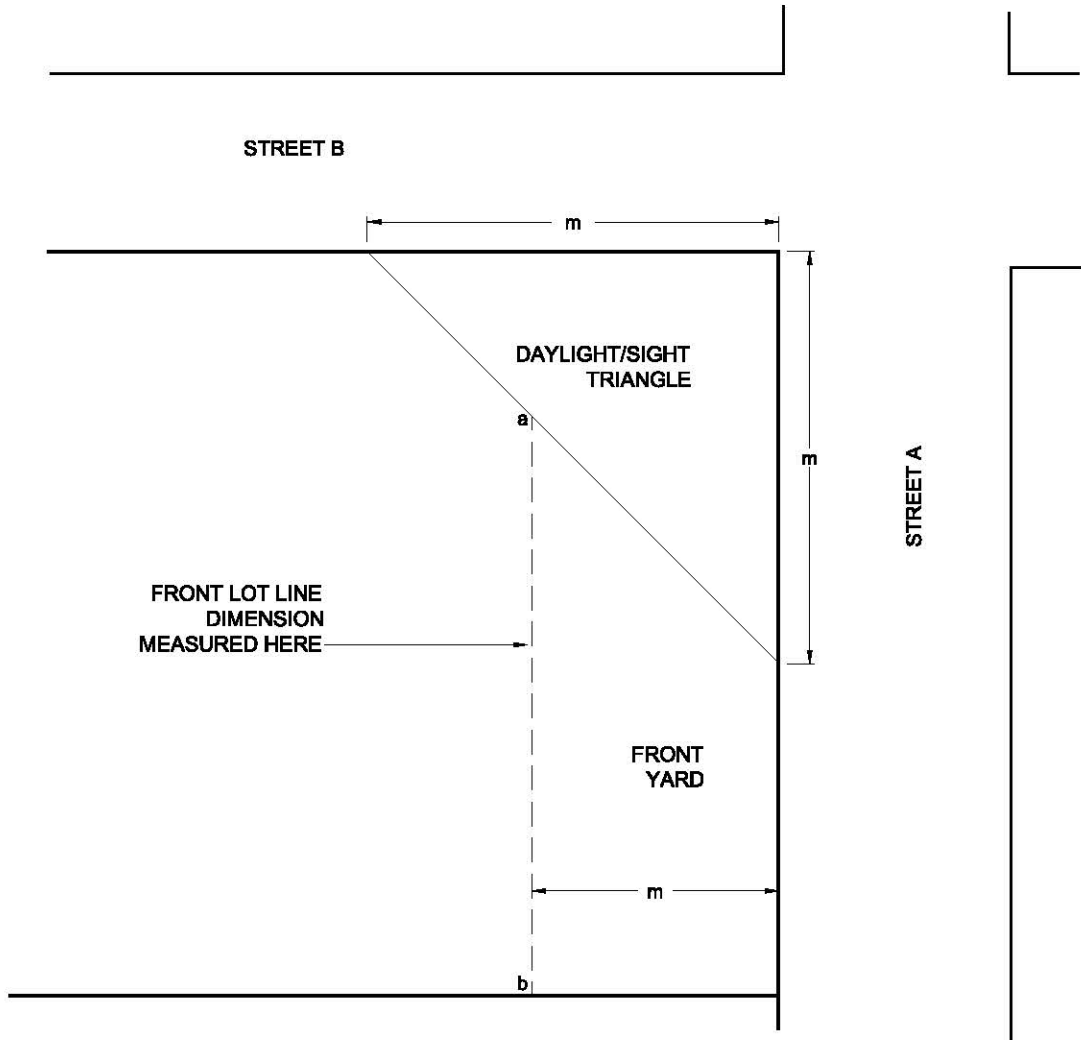 STREET B
m
DAYLIGHT/SIGHT
TRIANGLE
a
m
STREET A
FRONT LOT LINE
DIMENSION
MEASURED HERE
FRONT
YARD
m
b